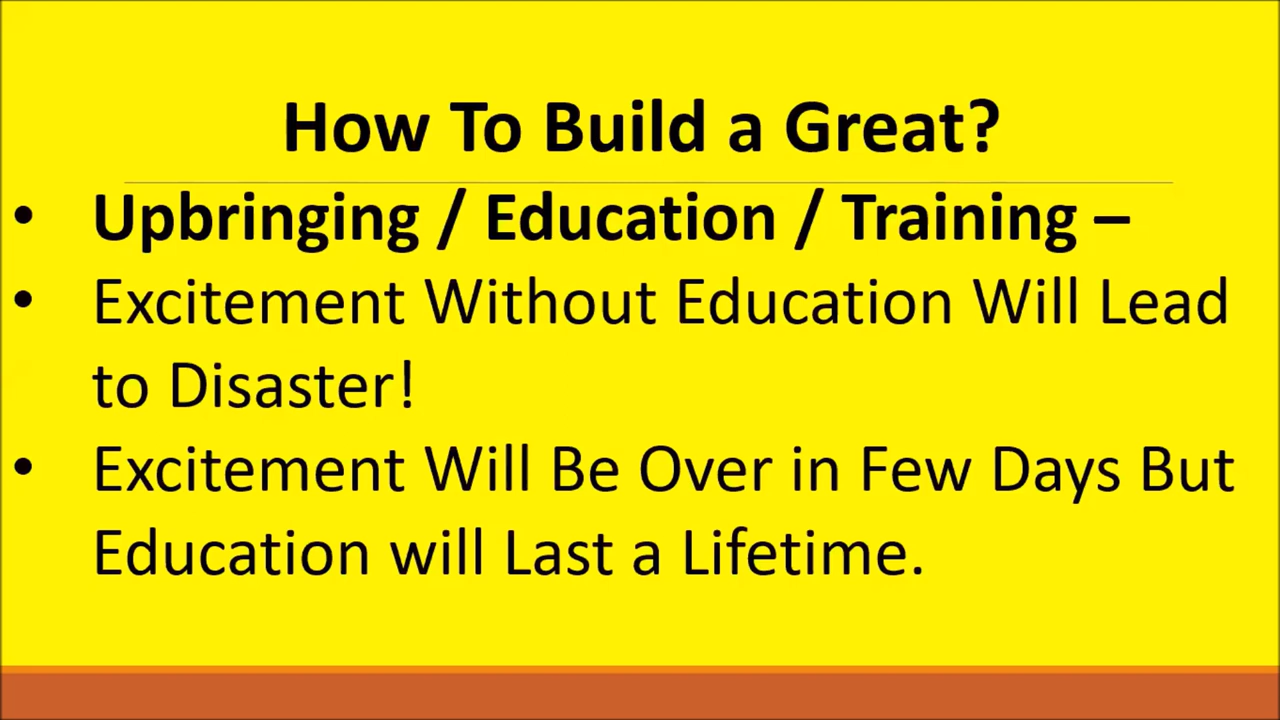 How To Build a Great?
• Upbringing / Education / Training –
• Excitement Without Education Will Lead
to Disaster!
• Excitement Will Be Over in Few Days But
Education will Last a Lifetime.